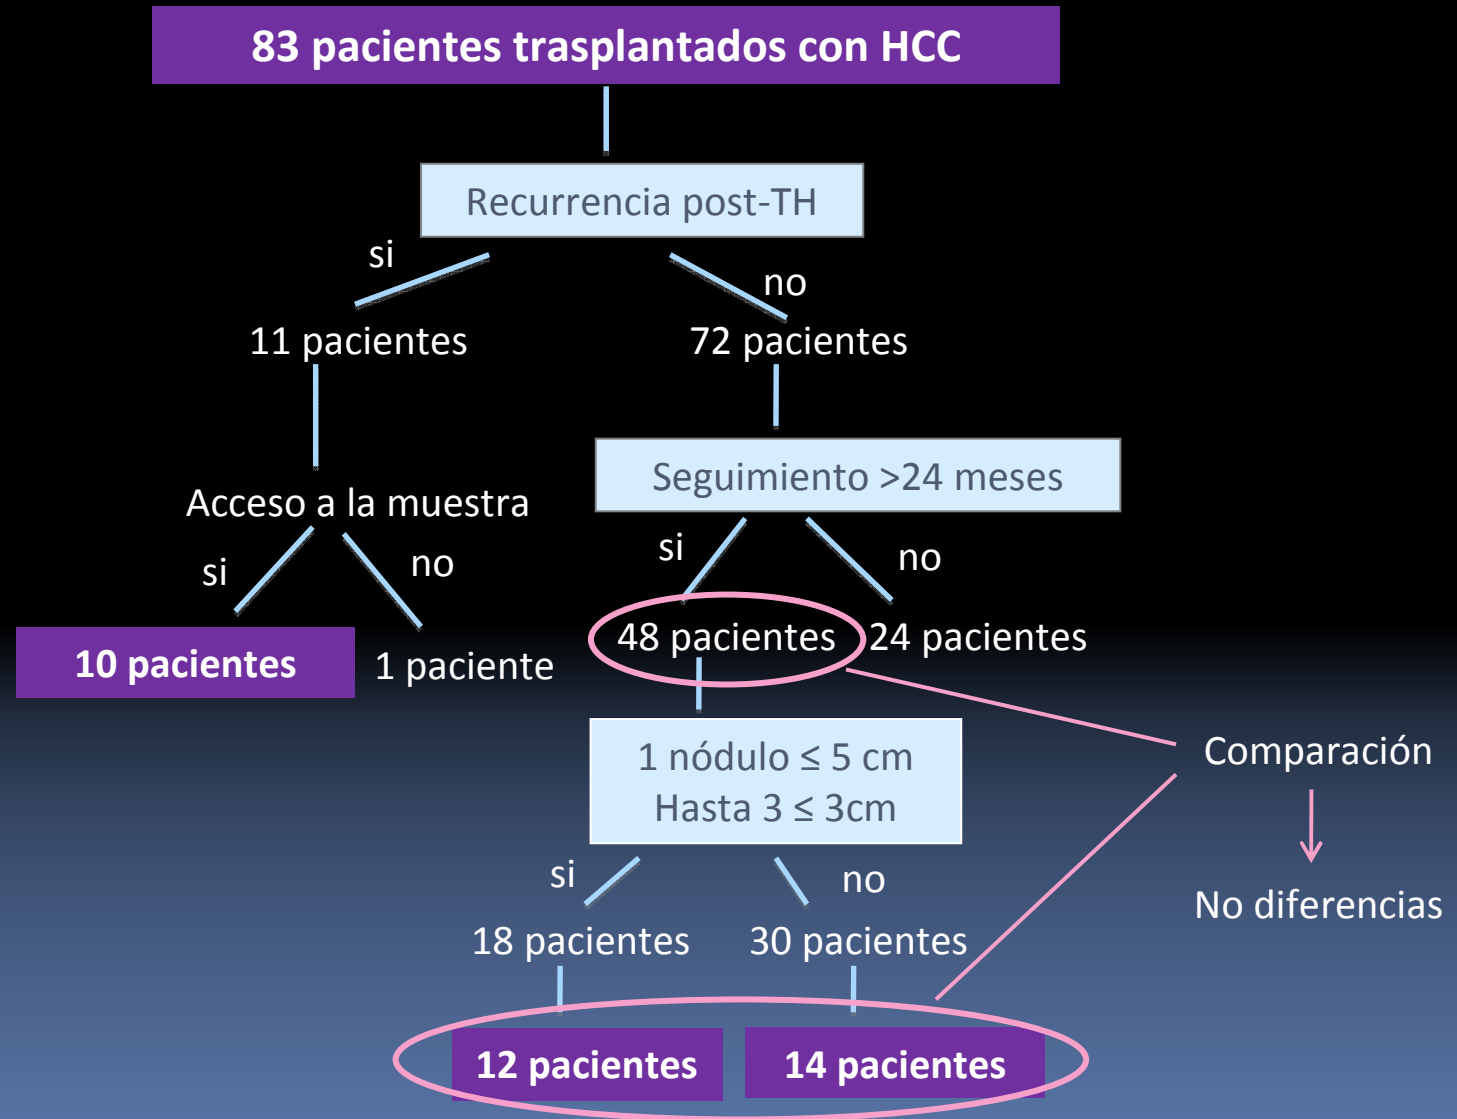 83 pacientes trasplantados con HCC
Recurrencia post-TH
si
no
11 pacientes
72 pacientes
Acceso a la muestra
Seguimiento >24 meses
si
no
si
no
10 pacientes
1 paciente
48 pacientes
24 pacientes
1 nódulo ≤ 5 cm
Hasta 3 ≤ 3cm
Comparación
No diferencias
si
no
18 pacientes
30 pacientes
12 pacientes
14 pacientes